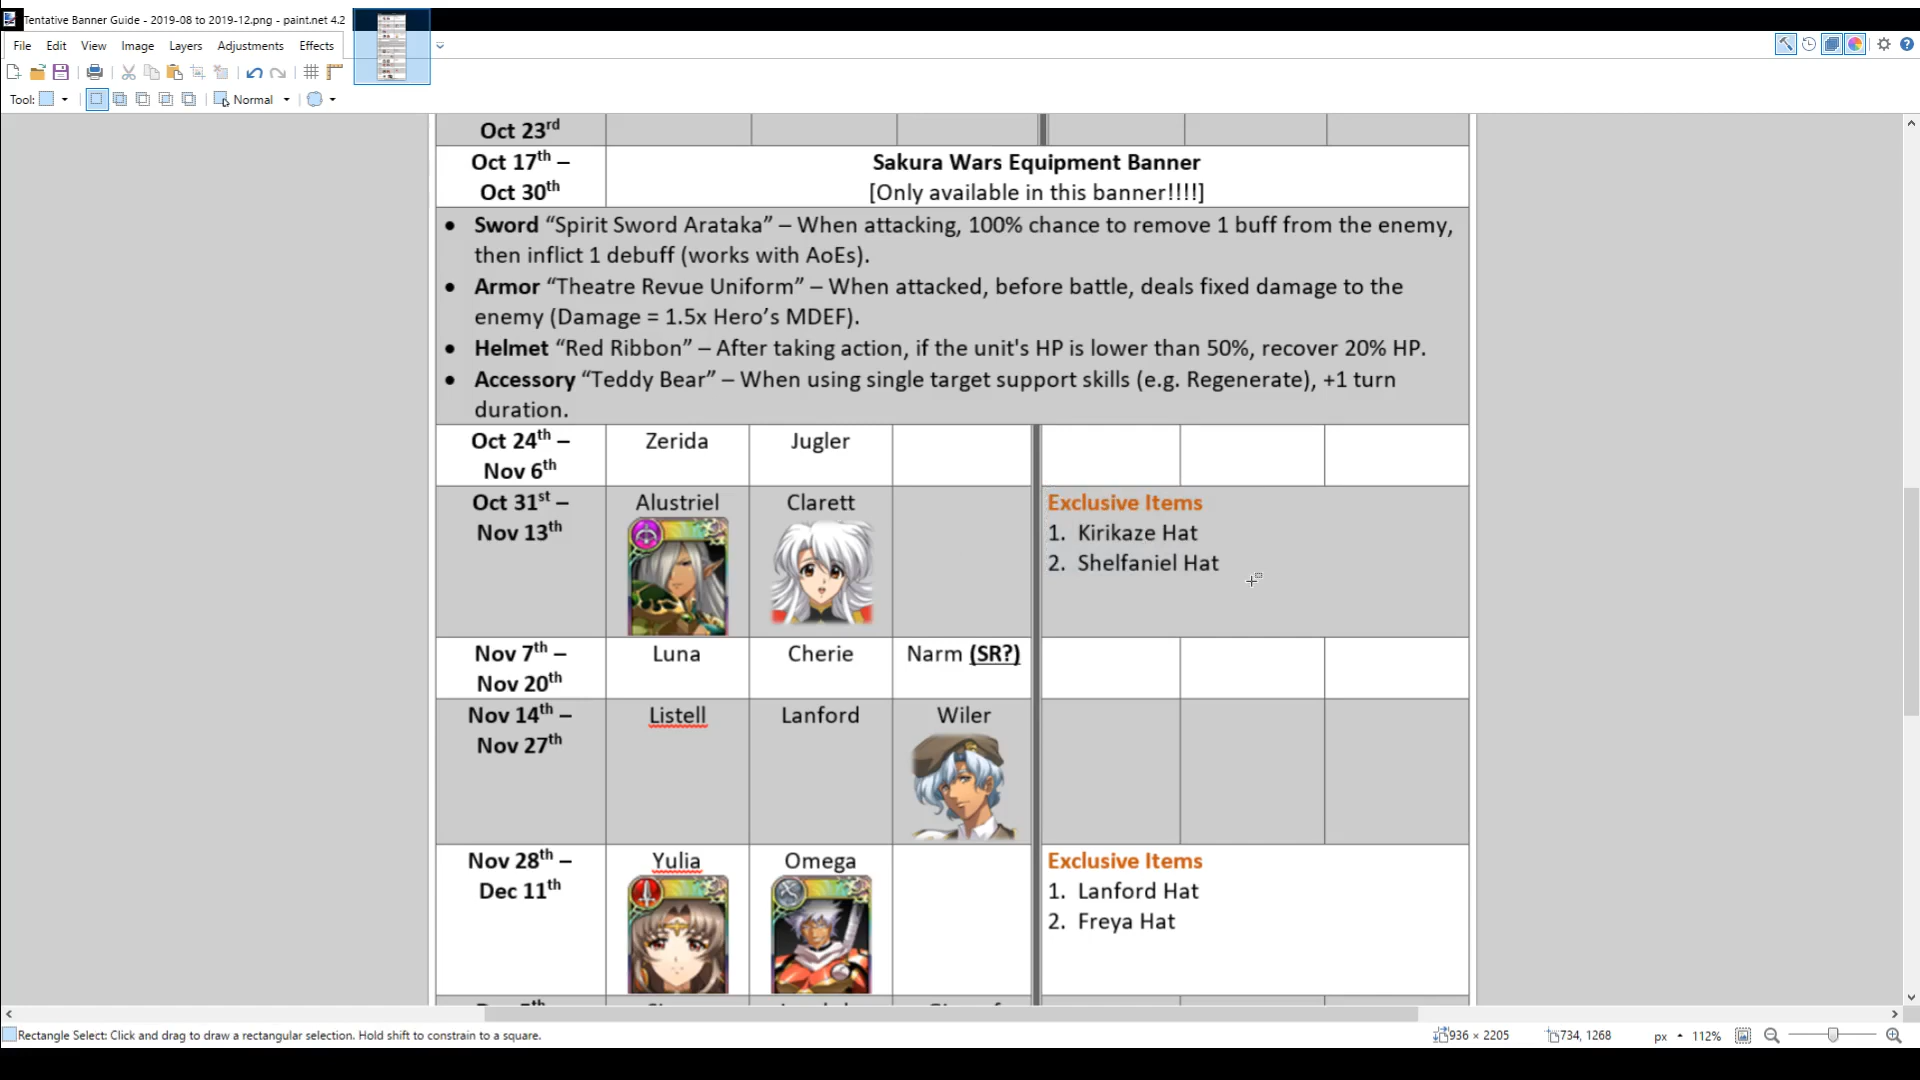 Tentative Banner Guide - 2019-08 to 2019-12.png - paint.net 4.2
File Edit View Image Layers Adjustments Effects
Tool: Normal
Oct 23rd
Oct 17th –
Oct 30th
Sakura Wars Equipment Banner
[Only available in this banner!!!!]
• Sword “Spirit Sword Arataka” – When attacking, 100% chance to remove 1 buff from the enemy,
then inflict 1 debuff (works with AoEs).
• Armor “Theatre Revue Uniform” – When attacked, before battle, deals fixed damage to the
enemy (Damage = 1.5x Hero’s MDEF).
• Helmet “Red Ribbon” – After taking action, if the unit's HP is lower than 50%, recover 20% HP.
• Accessory “Teddy Bear” – When using single target support skills (e.g. Regenerate), +1 turn
duration.
Oct 24th –
Nov 6th
Zerida
Jugler
Oct 31st –
Nov 13th
Alustriel
Clarett
Exclusive Items
1. Kirikaze Hat
2. Shelfaniel Hat
Nov 7th –
Nov 20th
Luna
Cherie
Narm (SR?)
Nov 14th –
Nov 27th
Listell
Lanford
Wiler
Nov 28th –
Dec 11th
Yulia
Omega
Exclusive Items
1. Lanford Hat
2. Freya Hat
Rectangle Select: Click and drag to draw a rectangular selection. Hold shift to constrain to a square.
936 × 2205
734, 1268
px
112%